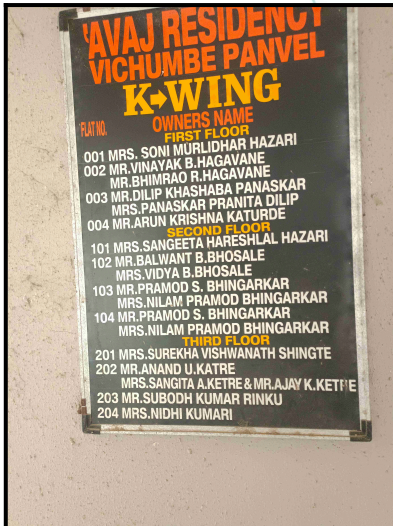 'AVAJ RESIDENCY
VICHUMBE PANVEL
K➔WING
FLAT NO. OWNERS NAME
FIRST FLOOR
001 MRS. SONI MURLIDHAR HAZARI
002 MR.VINAYAK B.HAGAVANE
MR.BHIMRAO R.HAGAVANE
003 MR.DILIP KHASHABA PANASKAR
MRS.PANASKAR PRANITA DILIP
004 MR.ARUN KRISHNA KATURDE
SECOND FLOOR
101 MRS.SANGEETA HARESHLAL HAZARI
102 MR.BALWANT B.BHOSALE
MRS.VIDYA B.BHOSALE
103 MR.PRAMOD S. BHINGARKAR
MRS.NILAM PRAMOD BHINGARKAR
104 MR.PRAMOD S. BHINGARKAR
MRS.NILAM PRAMOD BHINGARKAR
THIRD FLOOR
201 MRS.SUREKHA VISHWANATH SHINGTE
202 MR.ANAND U.KATRE
MRS.SANGITA A.KETRE & MR.AJAY K.KETRE
203 MR.SUBODH KUMAR RINKU
204 MRS.NIDHI KUMARI